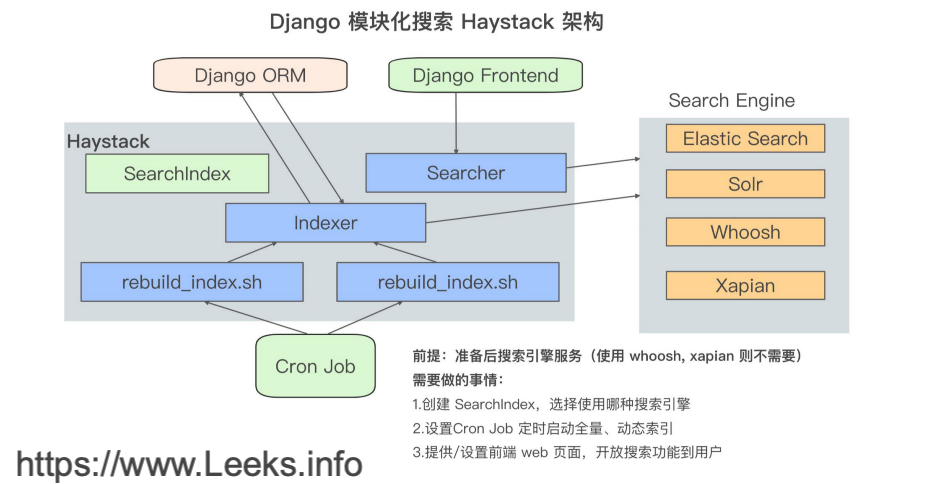 Django 模块化搜索 Haystack 架构
Django ORM
Django Frontend
Search Engine
Haystack
Elastic Search
SearchIndex
Searcher
Solr
Indexer
Whoosh
rebuild_index.sh
rebuild_index.sh
Xapian
Cron Job
前提：准备后搜索引擎服务（使用 whoosh, xapian 则不需要）
需要做的事情：
1.创建 SearchIndex，选择使用哪种搜索引擎
2.设置Cron Job 定时启动全量、动态索引
3.提供/设置前端 web 页面，开放搜索功能到用户
https://www.Leeks.info